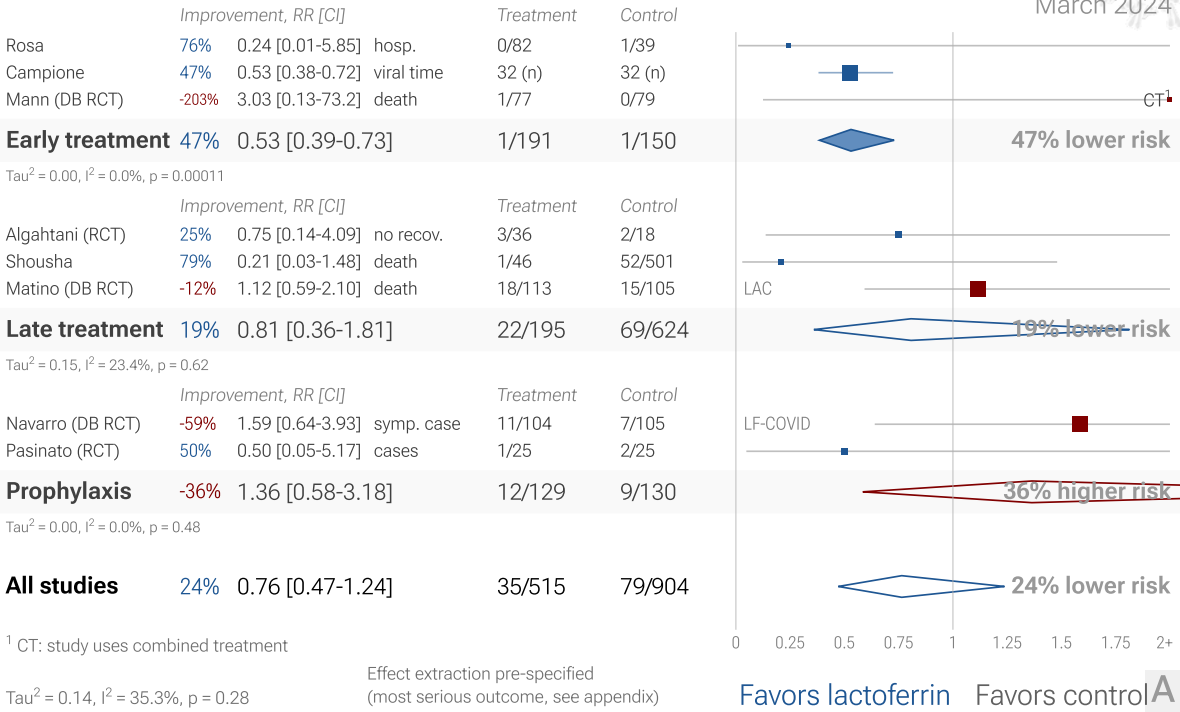 March 2024
Improvement, RR [CI] Treatment Control
Rosa 76% 0.24 [0.01-5.85] hosp. 0/82 1/39
Campione 47% 0.53 [0.38-0.72] viral time 32 (n) 32 (n)
Mann (DB RCT) -203% 3.03 [0.13-73.2] death 1/77 0/79 CT¹
Early treatment 47% 0.53 [0.39-0.73] 1/191 1/150 47% lower risk
Tau² = 0.00, I² = 0.0%, p = 0.00011
Improvement, RR [CI] Treatment Control
Algahtani (RCT) 25% 0.75 [0.14-4.09] no recov. 3/36 2/18
Shousha 79% 0.21 [0.03-1.48] death 1/46 52/501
Matino (DB RCT) -12% 1.12 [0.59-2.10] death 18/113 15/105 LAC
Late treatment 19% 0.81 [0.36-1.81] 22/195 69/624 19% lower risk
Tau² = 0.15, I² = 23.4%, p = 0.62
Improvement, RR [CI] Treatment Control
Navarro (DB RCT) -59% 1.59 [0.64-3.93] symp. case 11/104 7/105 LF-COVID
Pasinato (RCT) 50% 0.50 [0.05-5.17] cases 1/25 2/25
Prophylaxis -36% 1.36 [0.58-3.18] 12/129 9/130 36% higher risk
Tau² = 0.00, I² = 0.0%, p = 0.48
All studies 24% 0.76 [0.47-1.24] 35/515 79/904 24% lower risk
0 0.25 0.5 0.75 1 1.25 1.5 1.75 2+
¹ CT: study uses combined treatment
Effect extraction pre-specified
(most serious outcome, see appendix)
Tau² = 0.14, I² = 35.3%, p = 0.28
Favors lactoferrin Favors control A